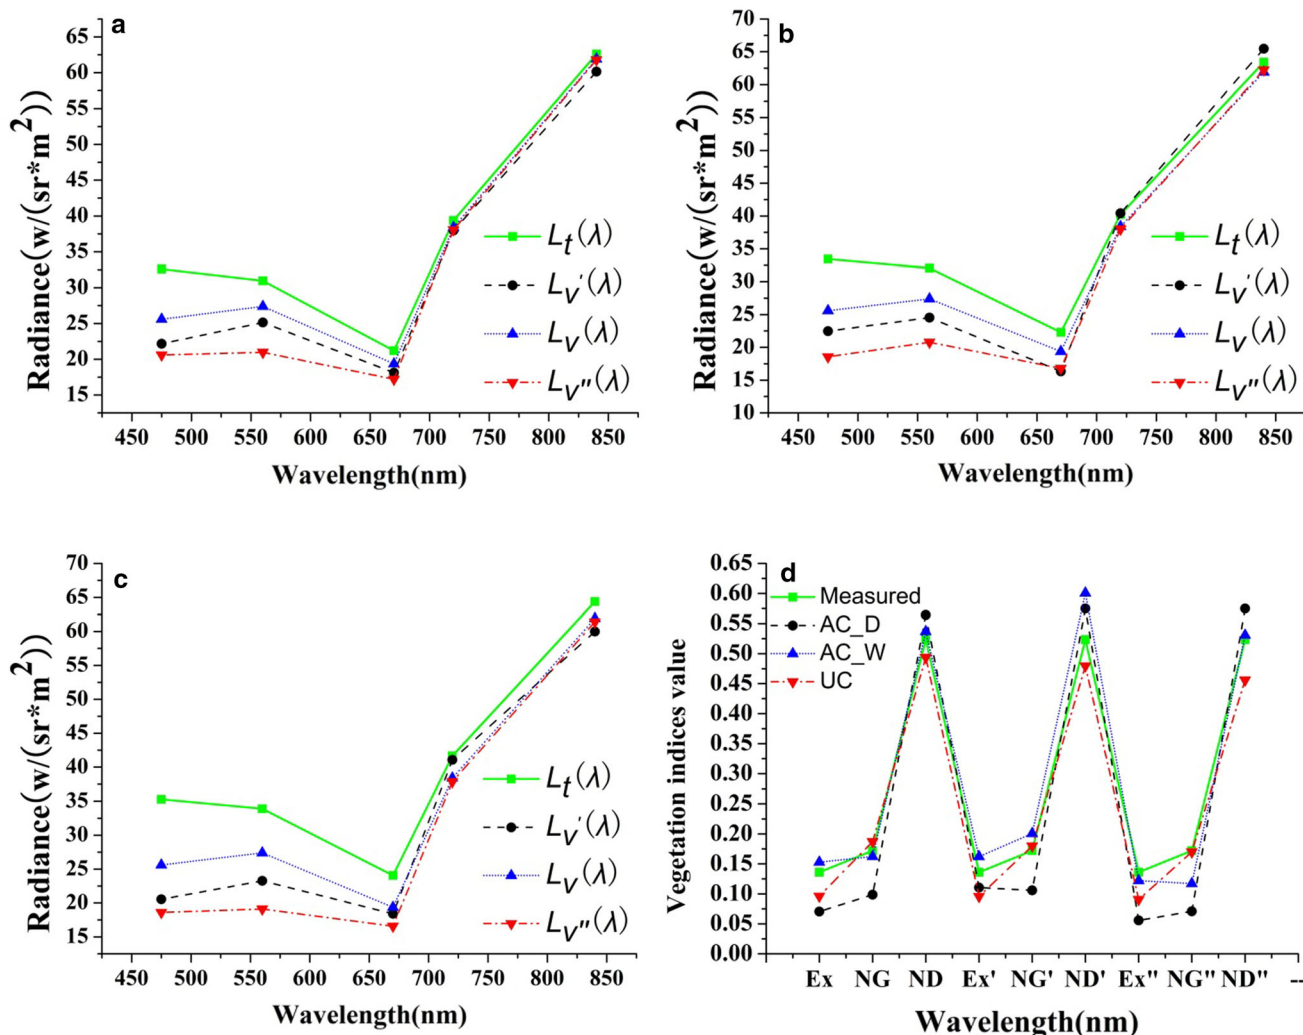 a
65
60
55
50
45
40
35
30
25
20
15
Radiance(w/(sr*m²))
Lt(λ)
LV'(λ)
LV(λ)
LV"(λ)
450 500 550 600 650 700 750 800 850
Wavelength(nm)
b
70
65
60
55
50
45
40
35
30
25
20
15
10
Radiance(w/(sr*m²))
Lt(λ)
LV'(λ)
LV(λ)
LV"(λ)
450 500 550 600 650 700 750 800 850
Wavelength(nm)
c
70
65
60
55
50
45
40
35
30
25
20
15
Radiance(w/(sr*m²))
Lt(λ)
LV'(λ)
LV(λ)
LV"(λ)
450 500 550 600 650 700 750 800 850
Wavelength(nm)
d
0.65
0.60
0.55
0.50
0.45
0.40
0.35
0.30
0.25
0.20
0.15
0.10
0.05
0.00
Vegetation indices value
Measured
AC_D
AC_W
UC
Ex NG ND Ex' NG' ND' Ex" NG" ND" --
Wavelength(nm)